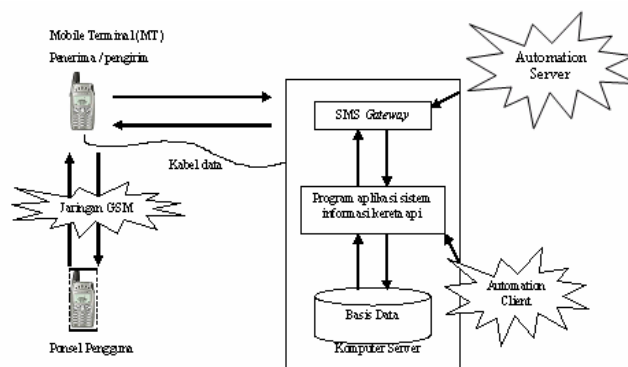 Mobile Terminal (MT)
Penerima / pengirim
Automation
Server
SMS Gateway
Kabel data
Jaringan GSM
Program aplikasi sistem
informasi kereta api
Automation
Client
Basis Data
Ponsel Pengguna
Komputer Server